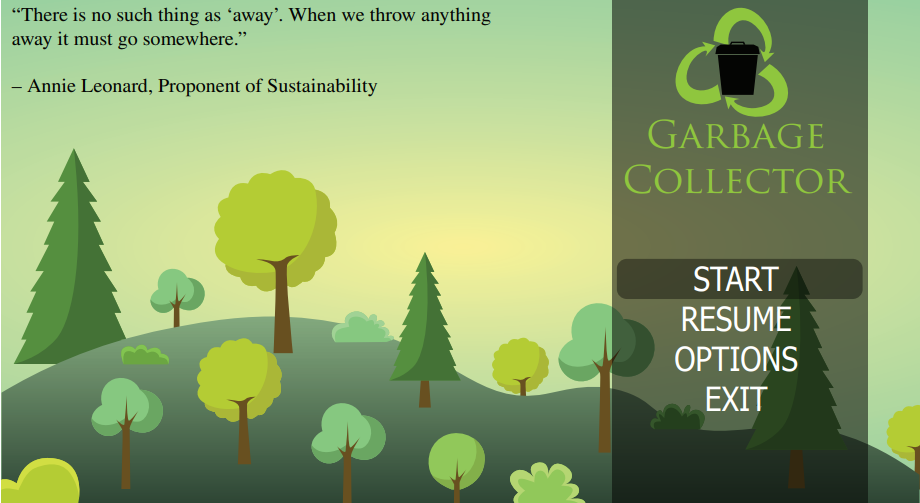 “There is no such thing as ‘away’. When we throw anything
away it must go somewhere.”
– Annie Leonard, Proponent of Sustainability
Garbage
Collector
START
RESUME
OPTIONS
EXIT